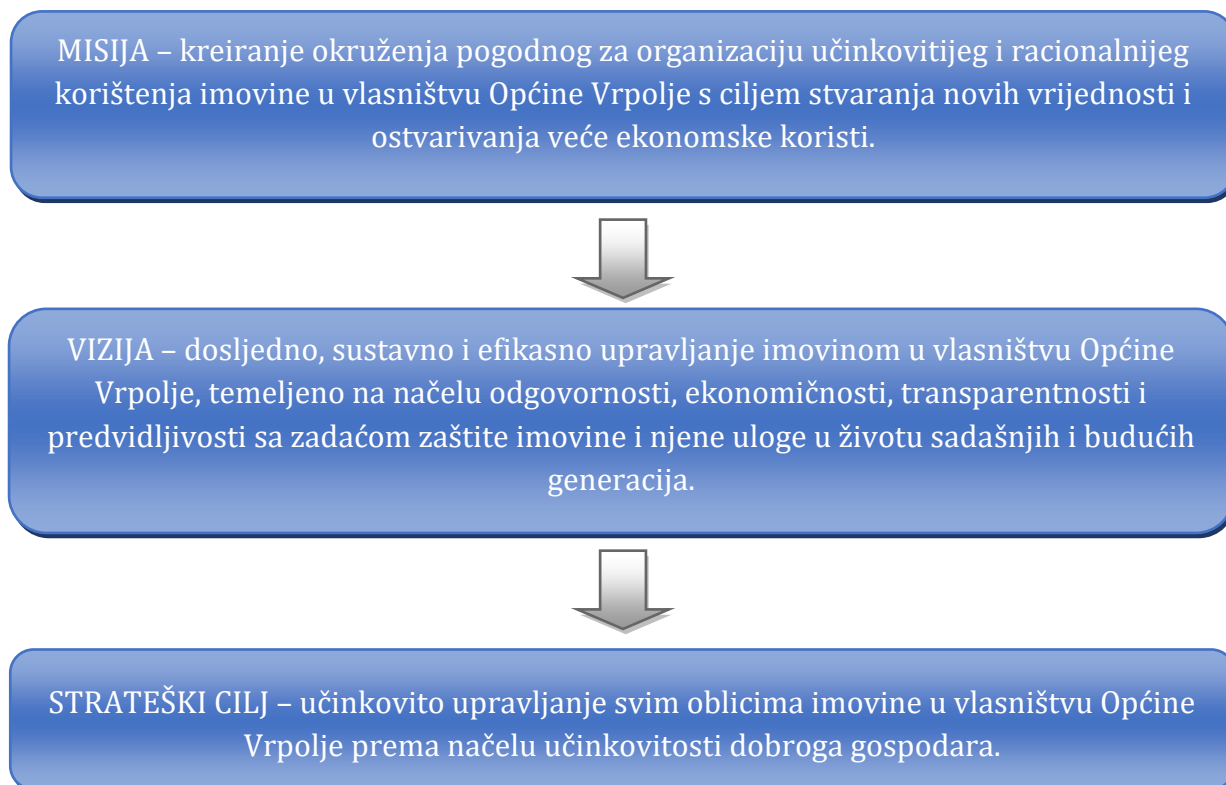 MISIJA – kreiranje okruženja pogodnog za organizaciju učinkovitijeg i racionalnijeg
korištenja imovine u vlasništvu Općine Vrpolje s ciljem stvaranja novih vrijednosti i
ostvarivanja veće ekonomske koristi.
VIZIJA – dosljedno, sustavno i efikasno upravljanje imovinom u vlasništvu Općine
Vrpolje, temeljeno na načelu odgovornosti, ekonomičnosti, transparentnosti i
predvidljivosti sa zadaćom zaštite imovine i njene uloge u životu sadašnjih i budućih
generacija.
STRATEŠKI CILJ – učinkovito upravljanje svim oblicima imovine u vlasništvu Općine
Vrpolje prema načelu učinkovitosti dobroga gospodara.